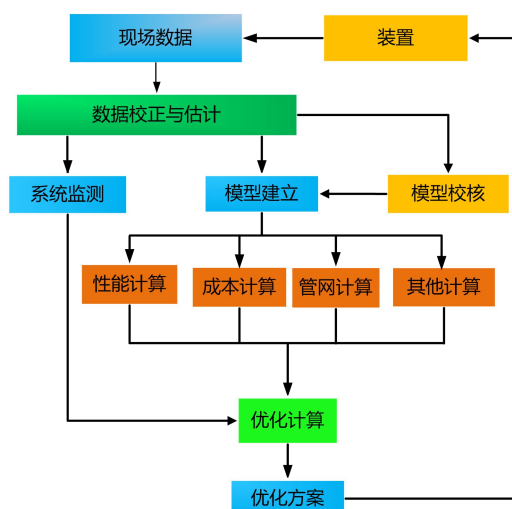 现场数据
装置
数据校正与估计
系统监测
模型建立
模型校核
性能计算
成本计算
管网计算
其他计算
优化计算
优化方案